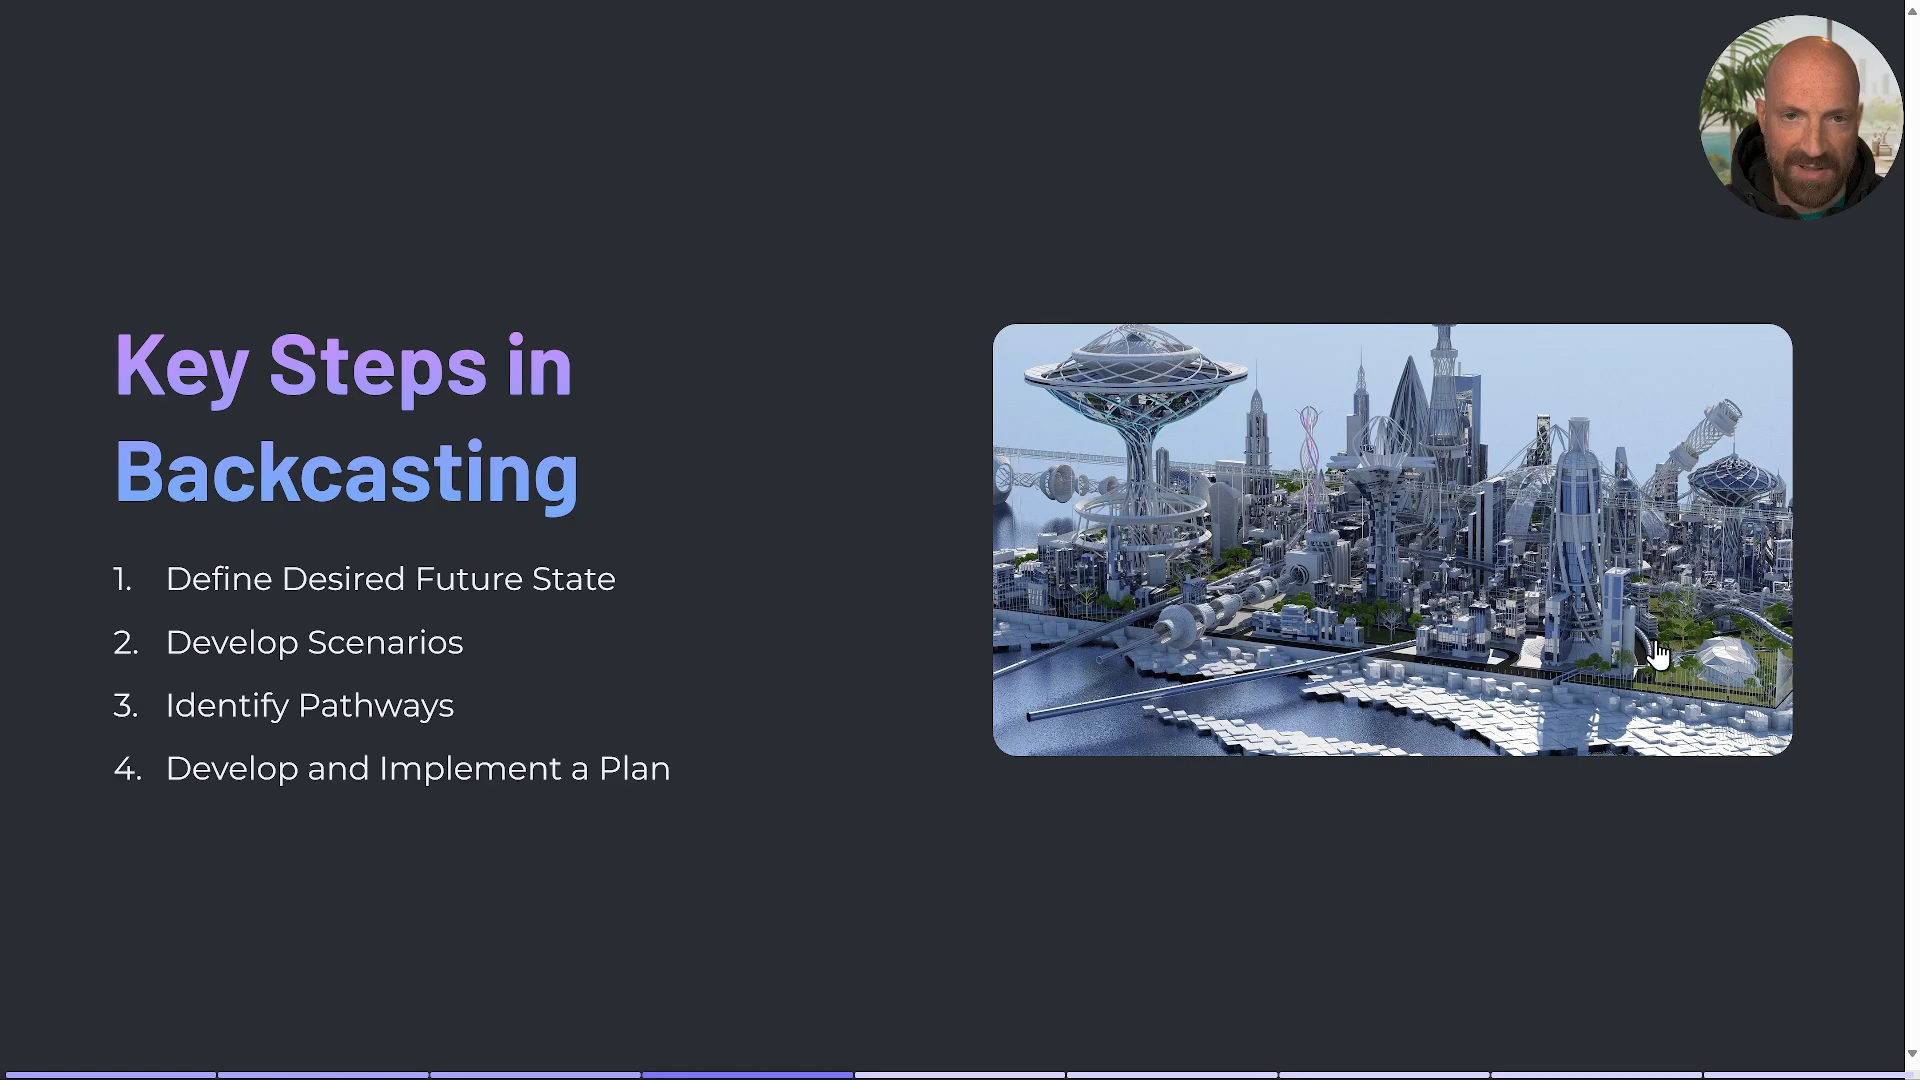 Key Steps in
Backcasting
1. Define Desired Future State
2. Develop Scenarios
3. Identify Pathways
4. Develop and Implement a Plan